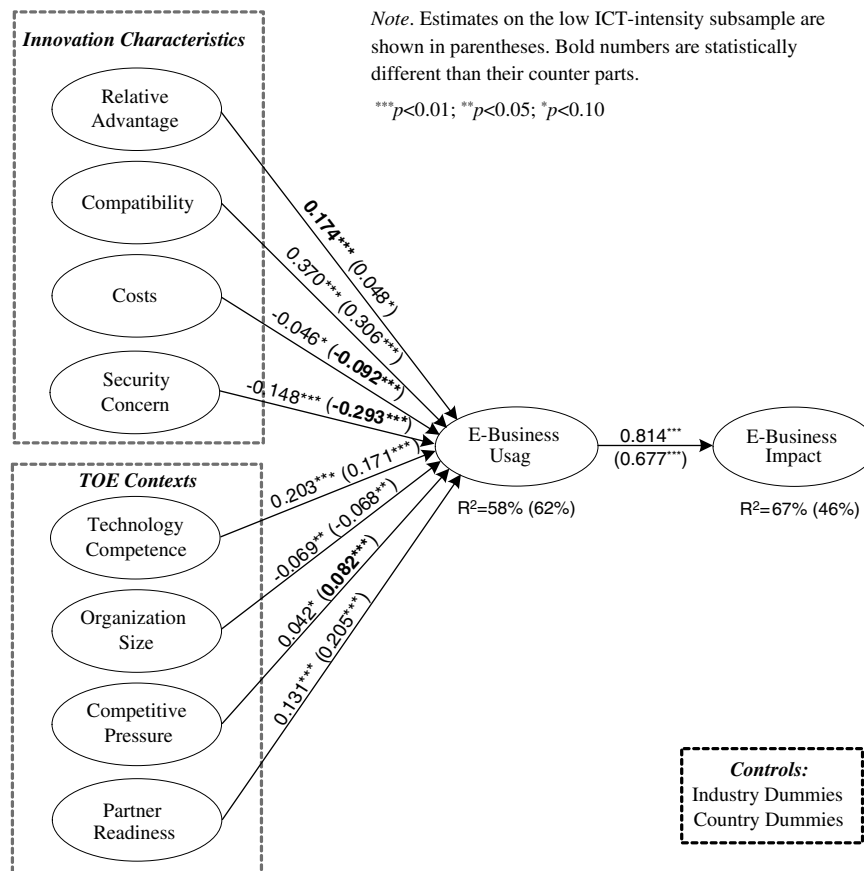 Innovation Characteristics
Relative
Advantage
Compatibility
Costs
Security
Concern
Note. Estimates on the low ICT-intensity subsample are
shown in parentheses. Bold numbers are statistically
different than their counter parts.
***p<0.01; **p<0.05; *p<0.10
0.174*** (0.048*)
0.370*** (0.306***)
-0.046* (-0.092***)
-0.148*** (-0.293***)
0.203*** (0.171***)
-0.069** (-0.068**)
0.042* (0.082***)
0.131*** (0.205***)
E-Business
Usag
R²=58% (62%)
0.814***
(0.677***)
E-Business
Impact
R²=67% (46%)
TOE Contexts
Technology
Competence
Organization
Size
Competitive
Pressure
Partner
Readiness
Controls:
Industry Dummies
Country Dummies